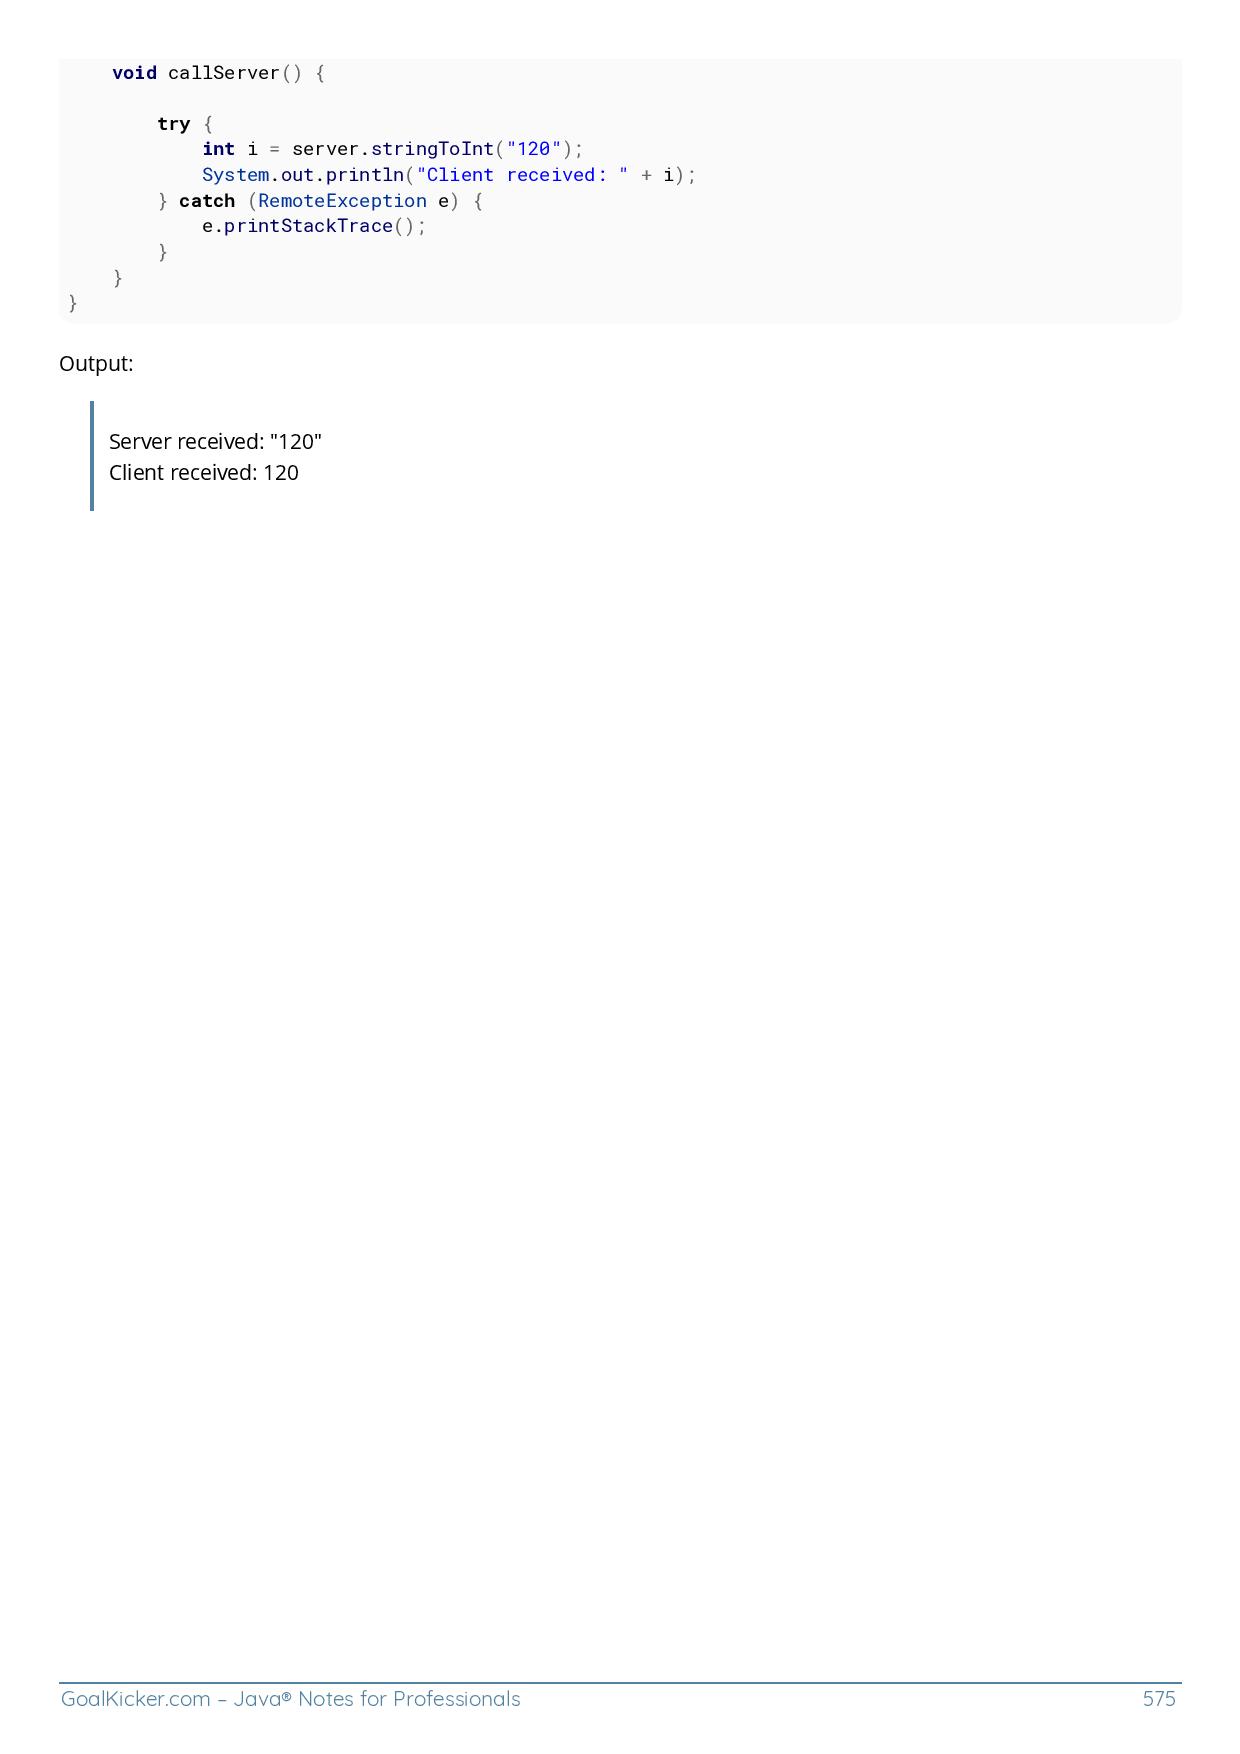 void callServer() {

        try {
            int i = server.stringToInt("120");
            System.out.println("Client received: " + i);
        } catch (RemoteException e) {
            e.printStackTrace();
        }
    }
}
Output:
Server received: "120"
Client received: 120
GoalKicker.com – Java® Notes for Professionals 575